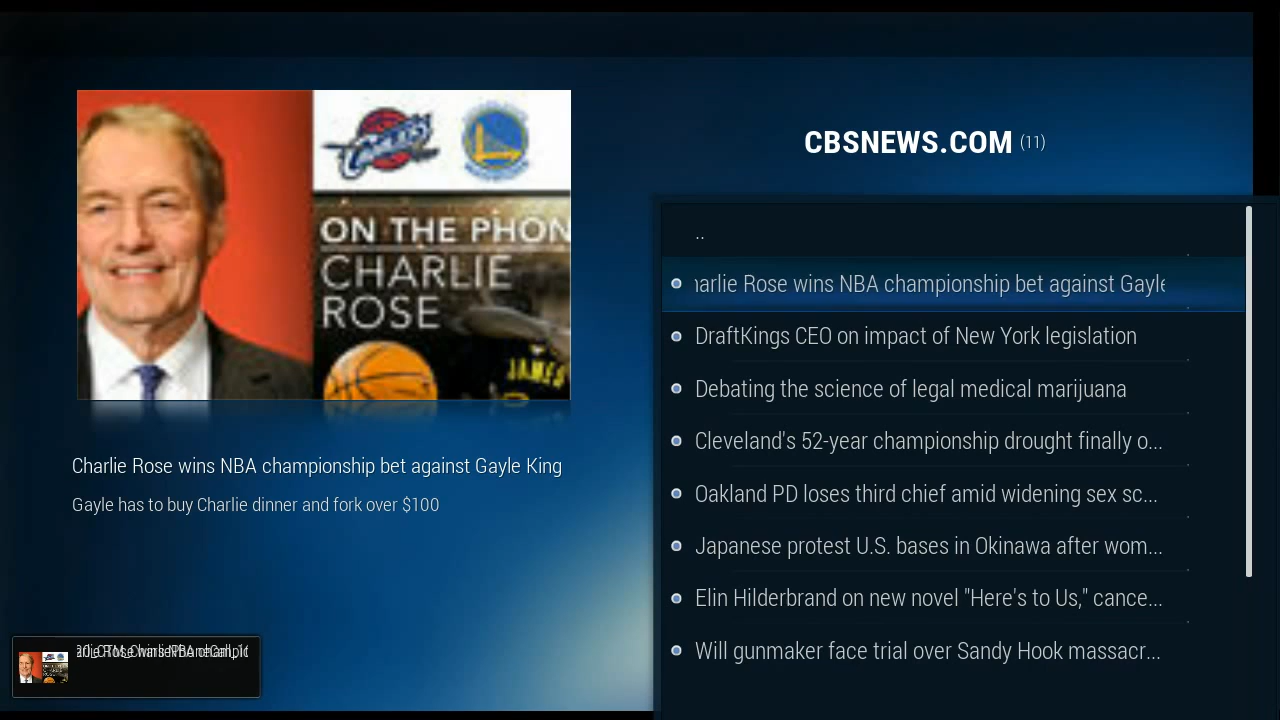 CBSNEWS.COM (11)
ON THE PHON
CHARLIE
ROSE
JAMES
Charlie Rose wins NBA championship bet against Gayle King
Gayle has to buy Charlie dinner and fork over $100
..
harlie Rose wins NBA championship bet against Gayle
DraftKings CEO on impact of New York legislation
Debating the science of legal medical marijuana
Cleveland's 52-year championship drought finally o...
Oakland PD loses third chief amid widening sex sc...
Japanese protest U.S. bases in Okinawa after wom...
Elin Hilderbrand on new novel "Here's to Us," cance...
Will gunmaker face trial over Sandy Hook massacr...